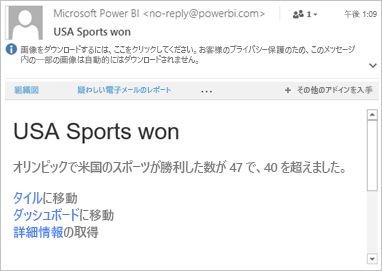 Microsoft Power BI <no-reply@powerbi.com>
1
午後 1:09
USA Sports won
画像をダウンロードするには、ここをクリックしてください。お客様のプライバシー保護のため、このメッセージ
内の一部の画像は自動的にはダウンロードされません。
組織図 疑わしい電子メールのレポート ... + その他のアドインを入手
USA Sports won
オリンピックで米国のスポーツが勝利した数が 47 で、40 を超えました。
タイルに移動
ダッシュボードに移動
詳細情報の取得